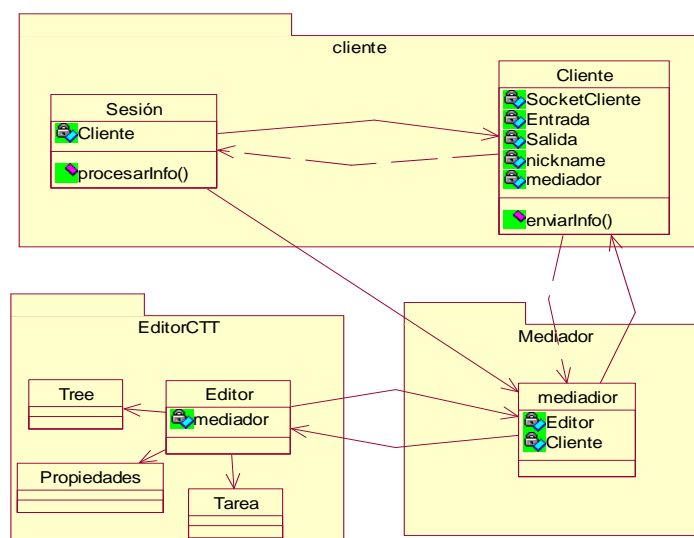 cliente
Cliente
SocketCliente
Entrada
Salida
nickname
mediador
enviarInfo()
Sesión
Cliente
procesarInfo()
EditorCTT
Tree
Editor
mediador
Propiedades
Tarea
Mediador
mediadior
Editor
Cliente